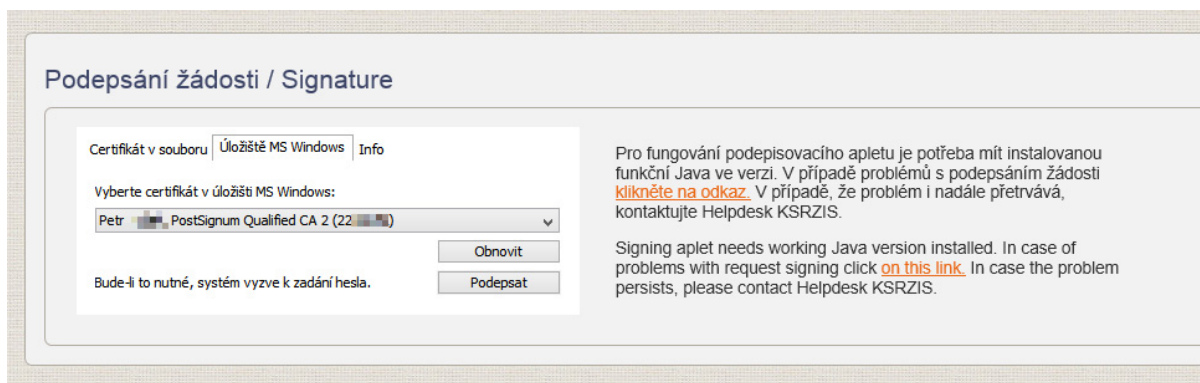 Podepsání žádosti / Signature
Certifikát v souboru Úložiště MS Windows Info
Vyberte certifikát v úložišti MS Windows:
Petr PostSignum Qualified CA 2 (22 )
Obnovit
Bude-li to nutné, systém vyzve k zadání hesla.
Podepsat
Pro fungování podepisovacího apletu je potřeba mít instalovanou
funkční Java ve verzi. V případě problémů s podepsáním žádosti
klikněte na odkaz. V případě, že problém i nadále přetrvává,
kontaktujte Helpdesk KSRZIS.
Signing aplet needs working Java version installed. In case of
problems with request signing click on this link. In case the problem
persists, please contact Helpdesk KSRZIS.